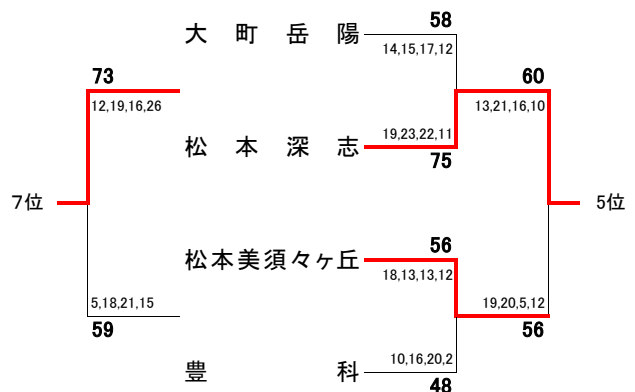 大町岳陽
58
14,15,17,12
73
12,19,16,26
60
13,21,16,10
松本深志
19,23,22,11
75
7位
5位
松本美須々ヶ丘
56
18,13,13,12
5,18,21,15
59
19,20,5,12
56
豊科
10,16,20,2
48